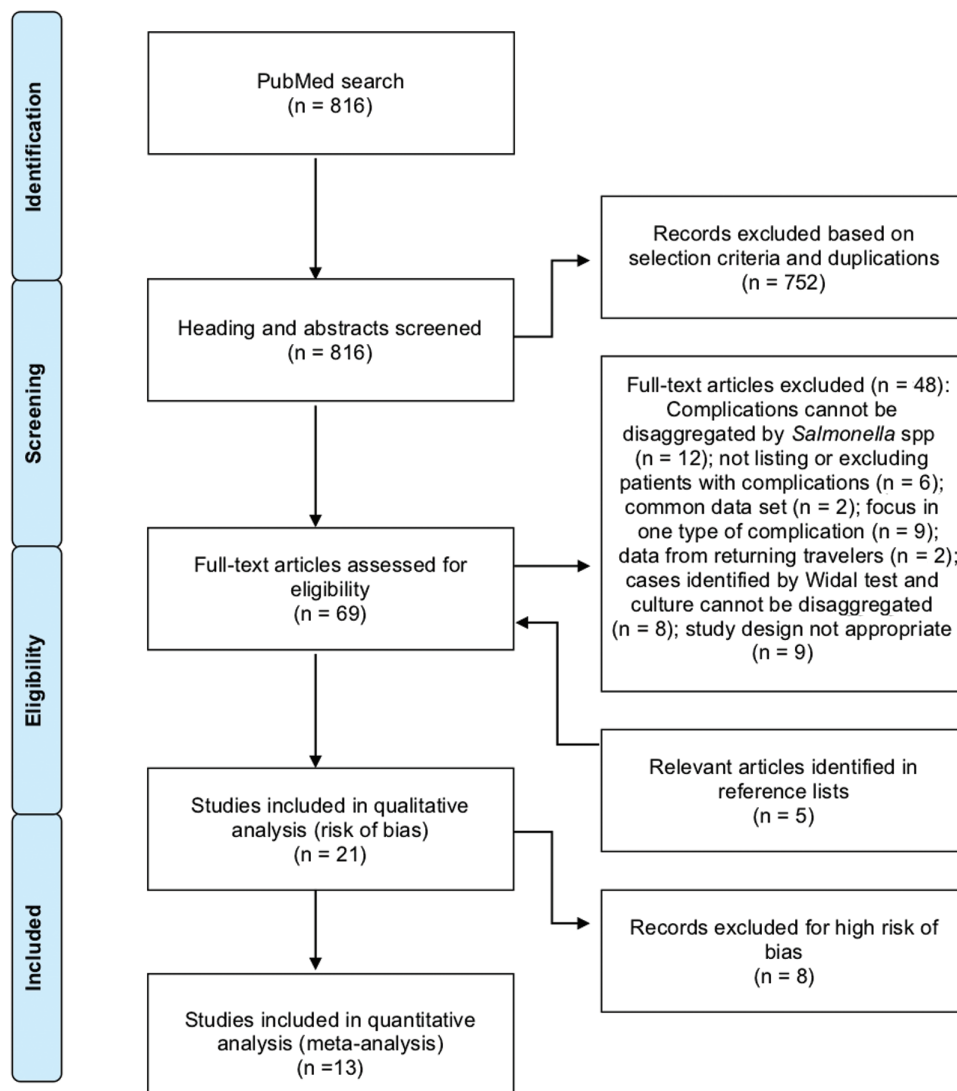 Identification
PubMed search
(n = 816)
Records excluded based on
selection criteria and duplications
(n = 752)
Screening
Heading and abstracts screened
(n = 816)
Full-text articles excluded (n = 48):
Complications cannot be
disaggregated by Salmonella spp
(n = 12); not listing or excluding
patients with complications (n = 6);
common data set (n = 2); focus in
one type of complication (n = 9);
data from returning travelers (n = 2);
cases identified by Widal test and
culture cannot be disaggregated
(n = 8); study design not appropriate
(n = 9)
Eligibility
Full-text articles assessed for
eligibility
(n = 69)
Relevant articles identified in
reference lists
(n = 5)
Studies included in qualitative
analysis (risk of bias)
(n = 21)
Included
Records excluded for high risk of
bias
(n = 8)
Studies included in quantitative
analysis (meta-analysis)
(n =13)